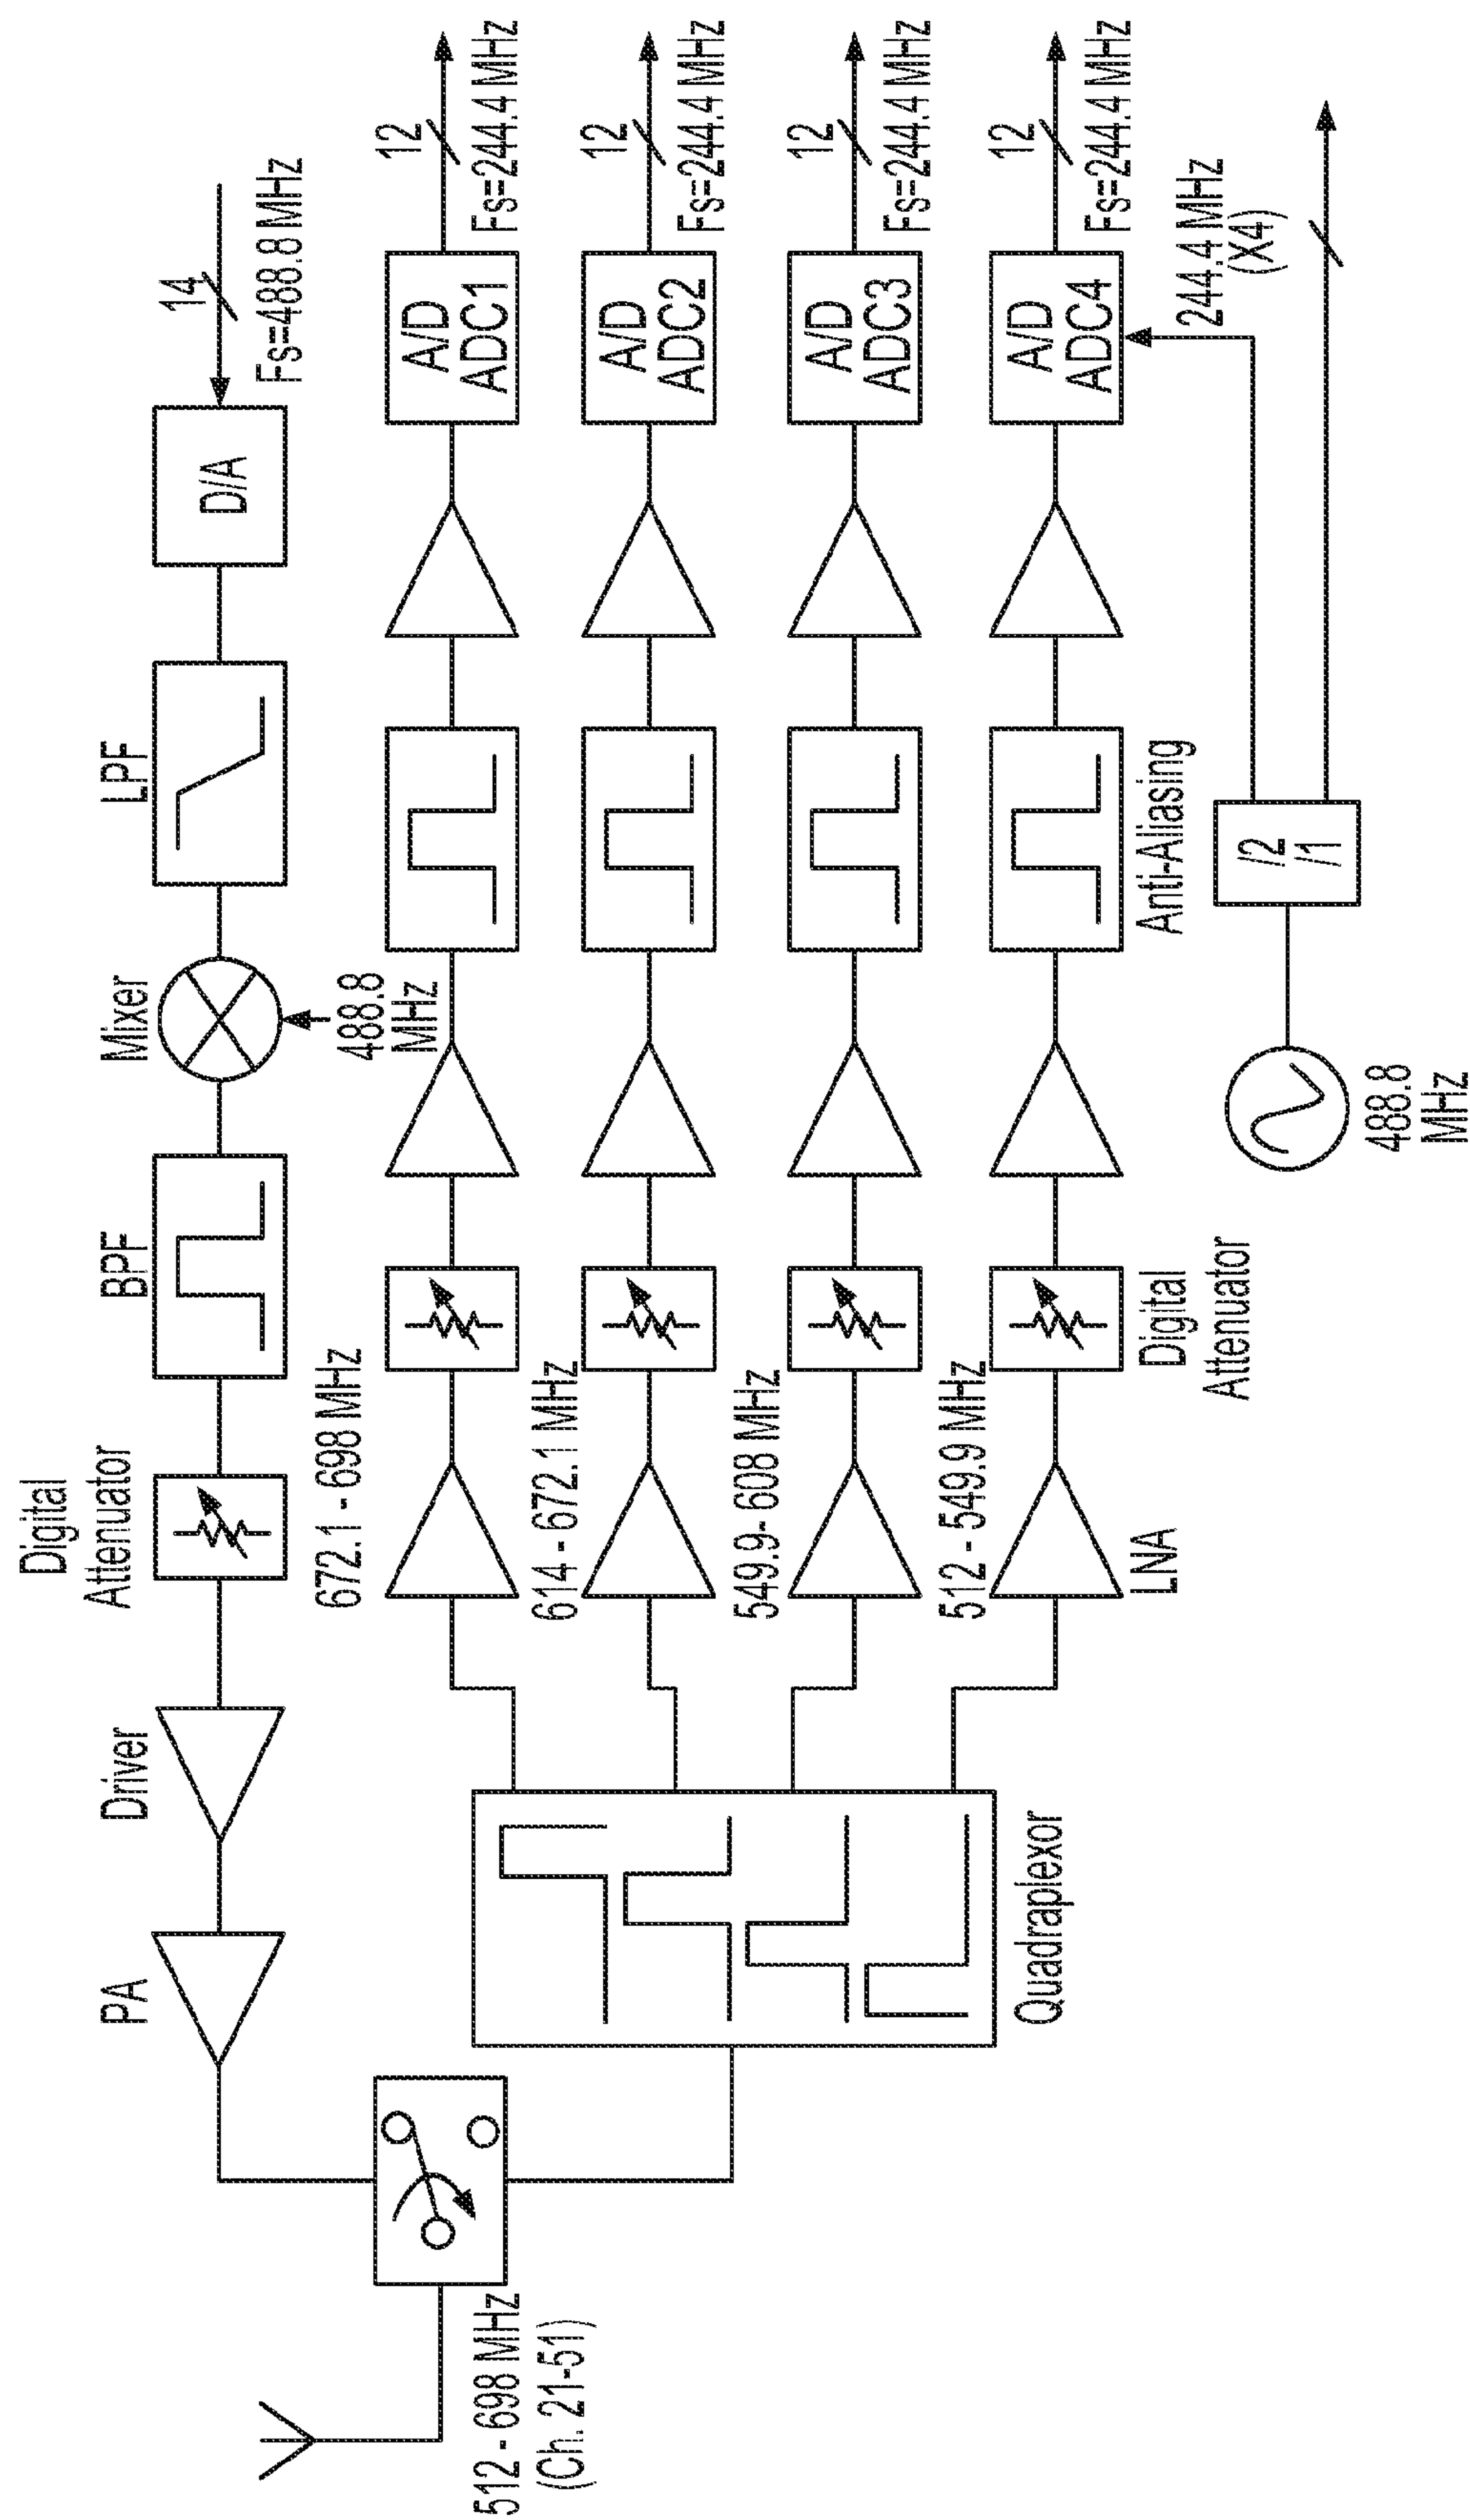 Digital
Attenuator
PA
Driver
BPF
Mixer
LPF
D/A
14
Fs=488.8 MHz
488.8
MHz
672.1 - 698 MHz
A/D
ADC1
12
Fs=244.4 MHz
614 - 672.1 MHz
A/D
ADC2
12
Fs=244.4 MHz
549.9- 608 MHz
A/D
ADC3
12
Fs=244.4 MHz
512 - 549.9 MHz
A/D
ADC4
12
Fs=244.4 MHz
512 - 698 MHz
(Ch. 21-51)
Quadraplexor
LNA
Digital
Attenuator
Anti-Aliasing
244.4 MHz
(X4)
/2
/1
488.8
MHz